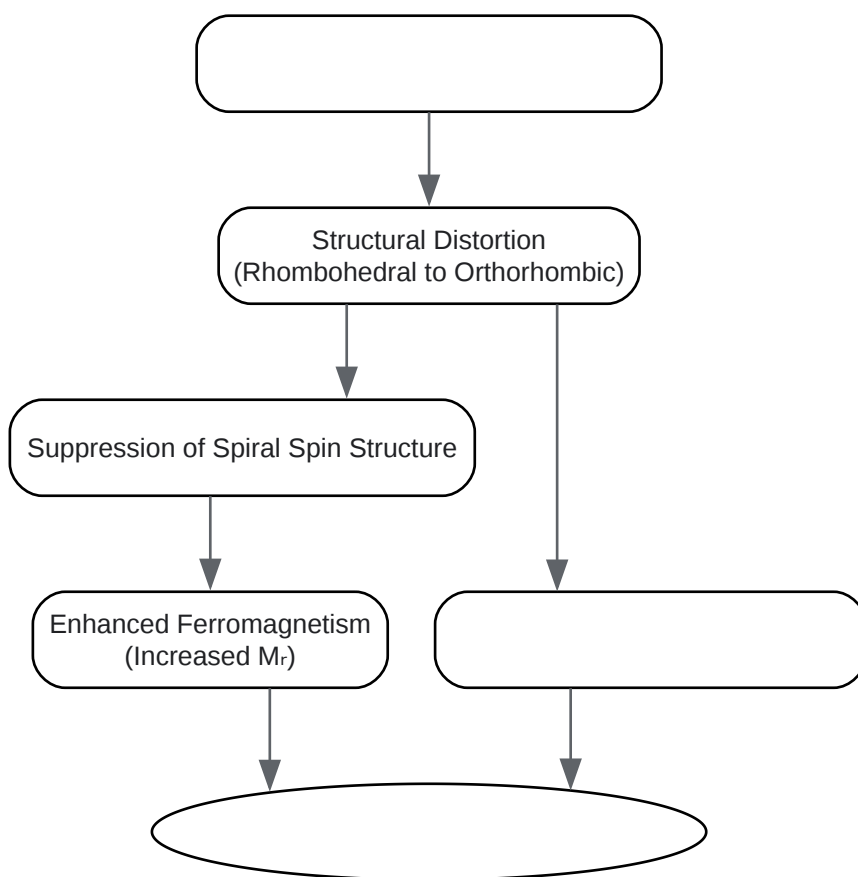 Structural Distortion
(Rhombohedral to Orthorhombic)
Suppression of Spiral Spin Structure
Enhanced Ferromagnetism
(Increased Mᵣ)